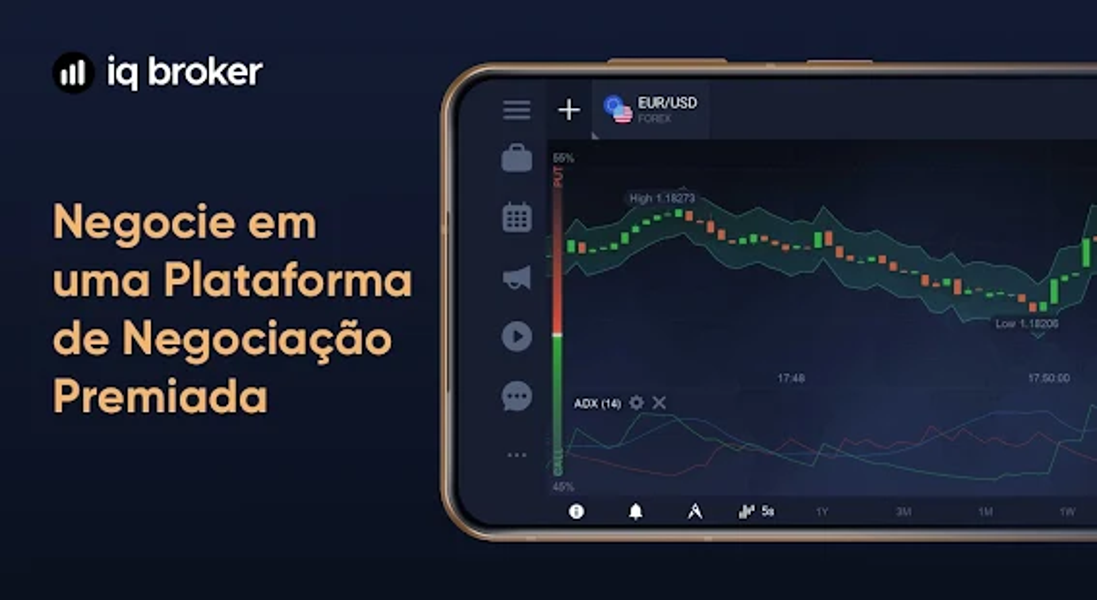 iq broker
Negocie em
uma Plataforma
de Negociação
Premiada
EUR/USD
FOREX
55%
PUT
High 1.18273
Low 1.18206
17:48
17:50:00
ADX (14)
CALL
45%
5s 1Y 3M 1M 1W